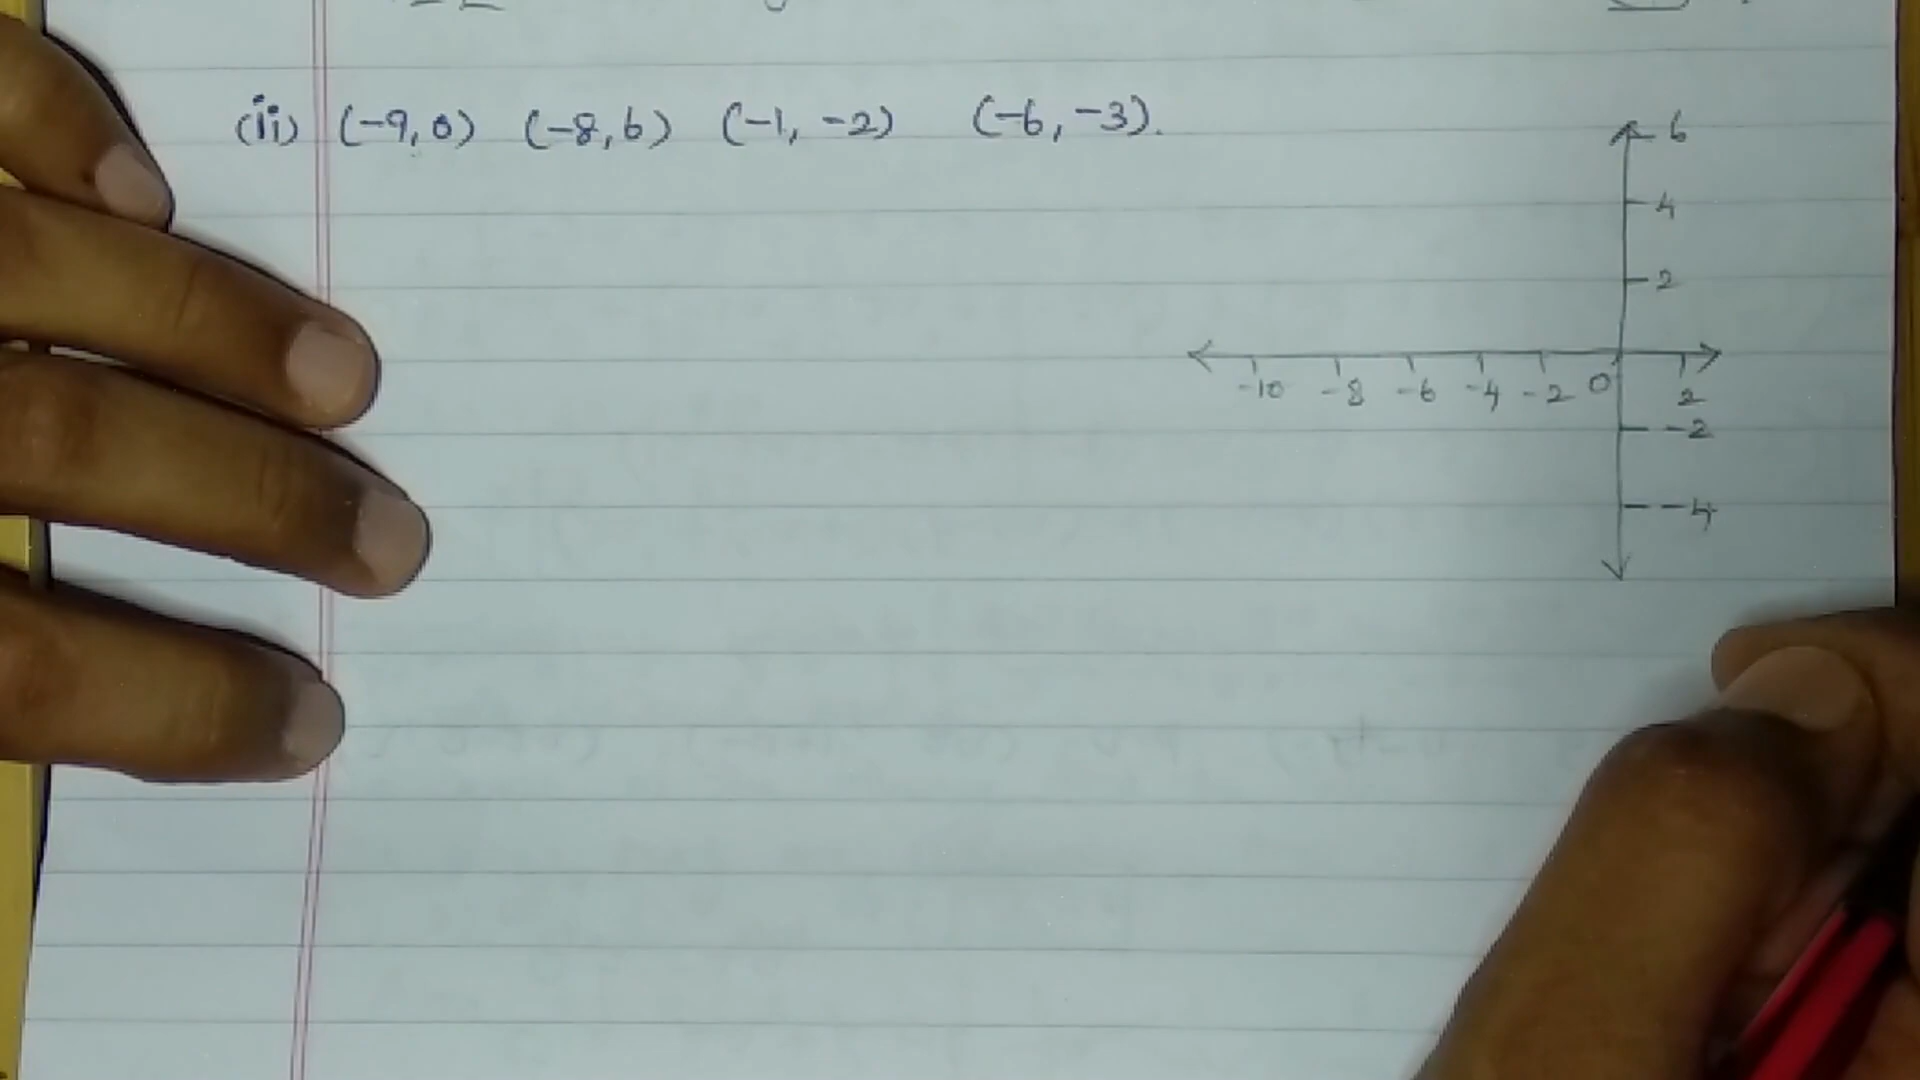 (ii) (-9,0) (-8,6) (-1, -2) (-6, -3).
6
4
2
-10 -8 -6 -4 -2 0 2
-2
-4